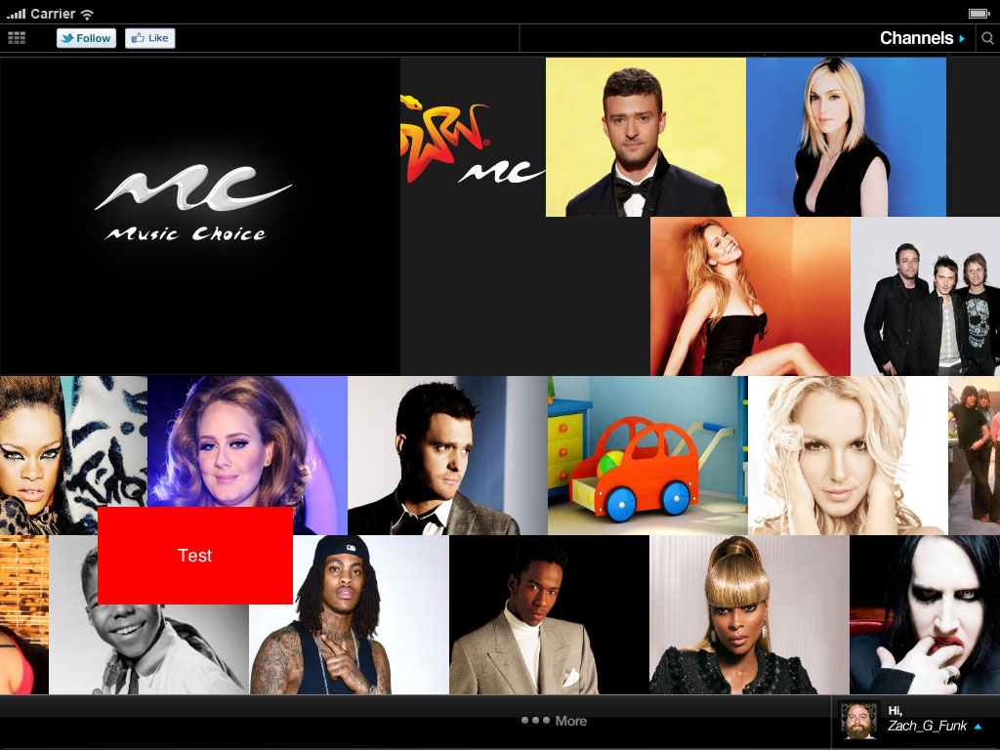 Carrier
Follow
Like
Channels
MC
Music Choice
MC
Test
More
Hi,
Zach_G_Funk